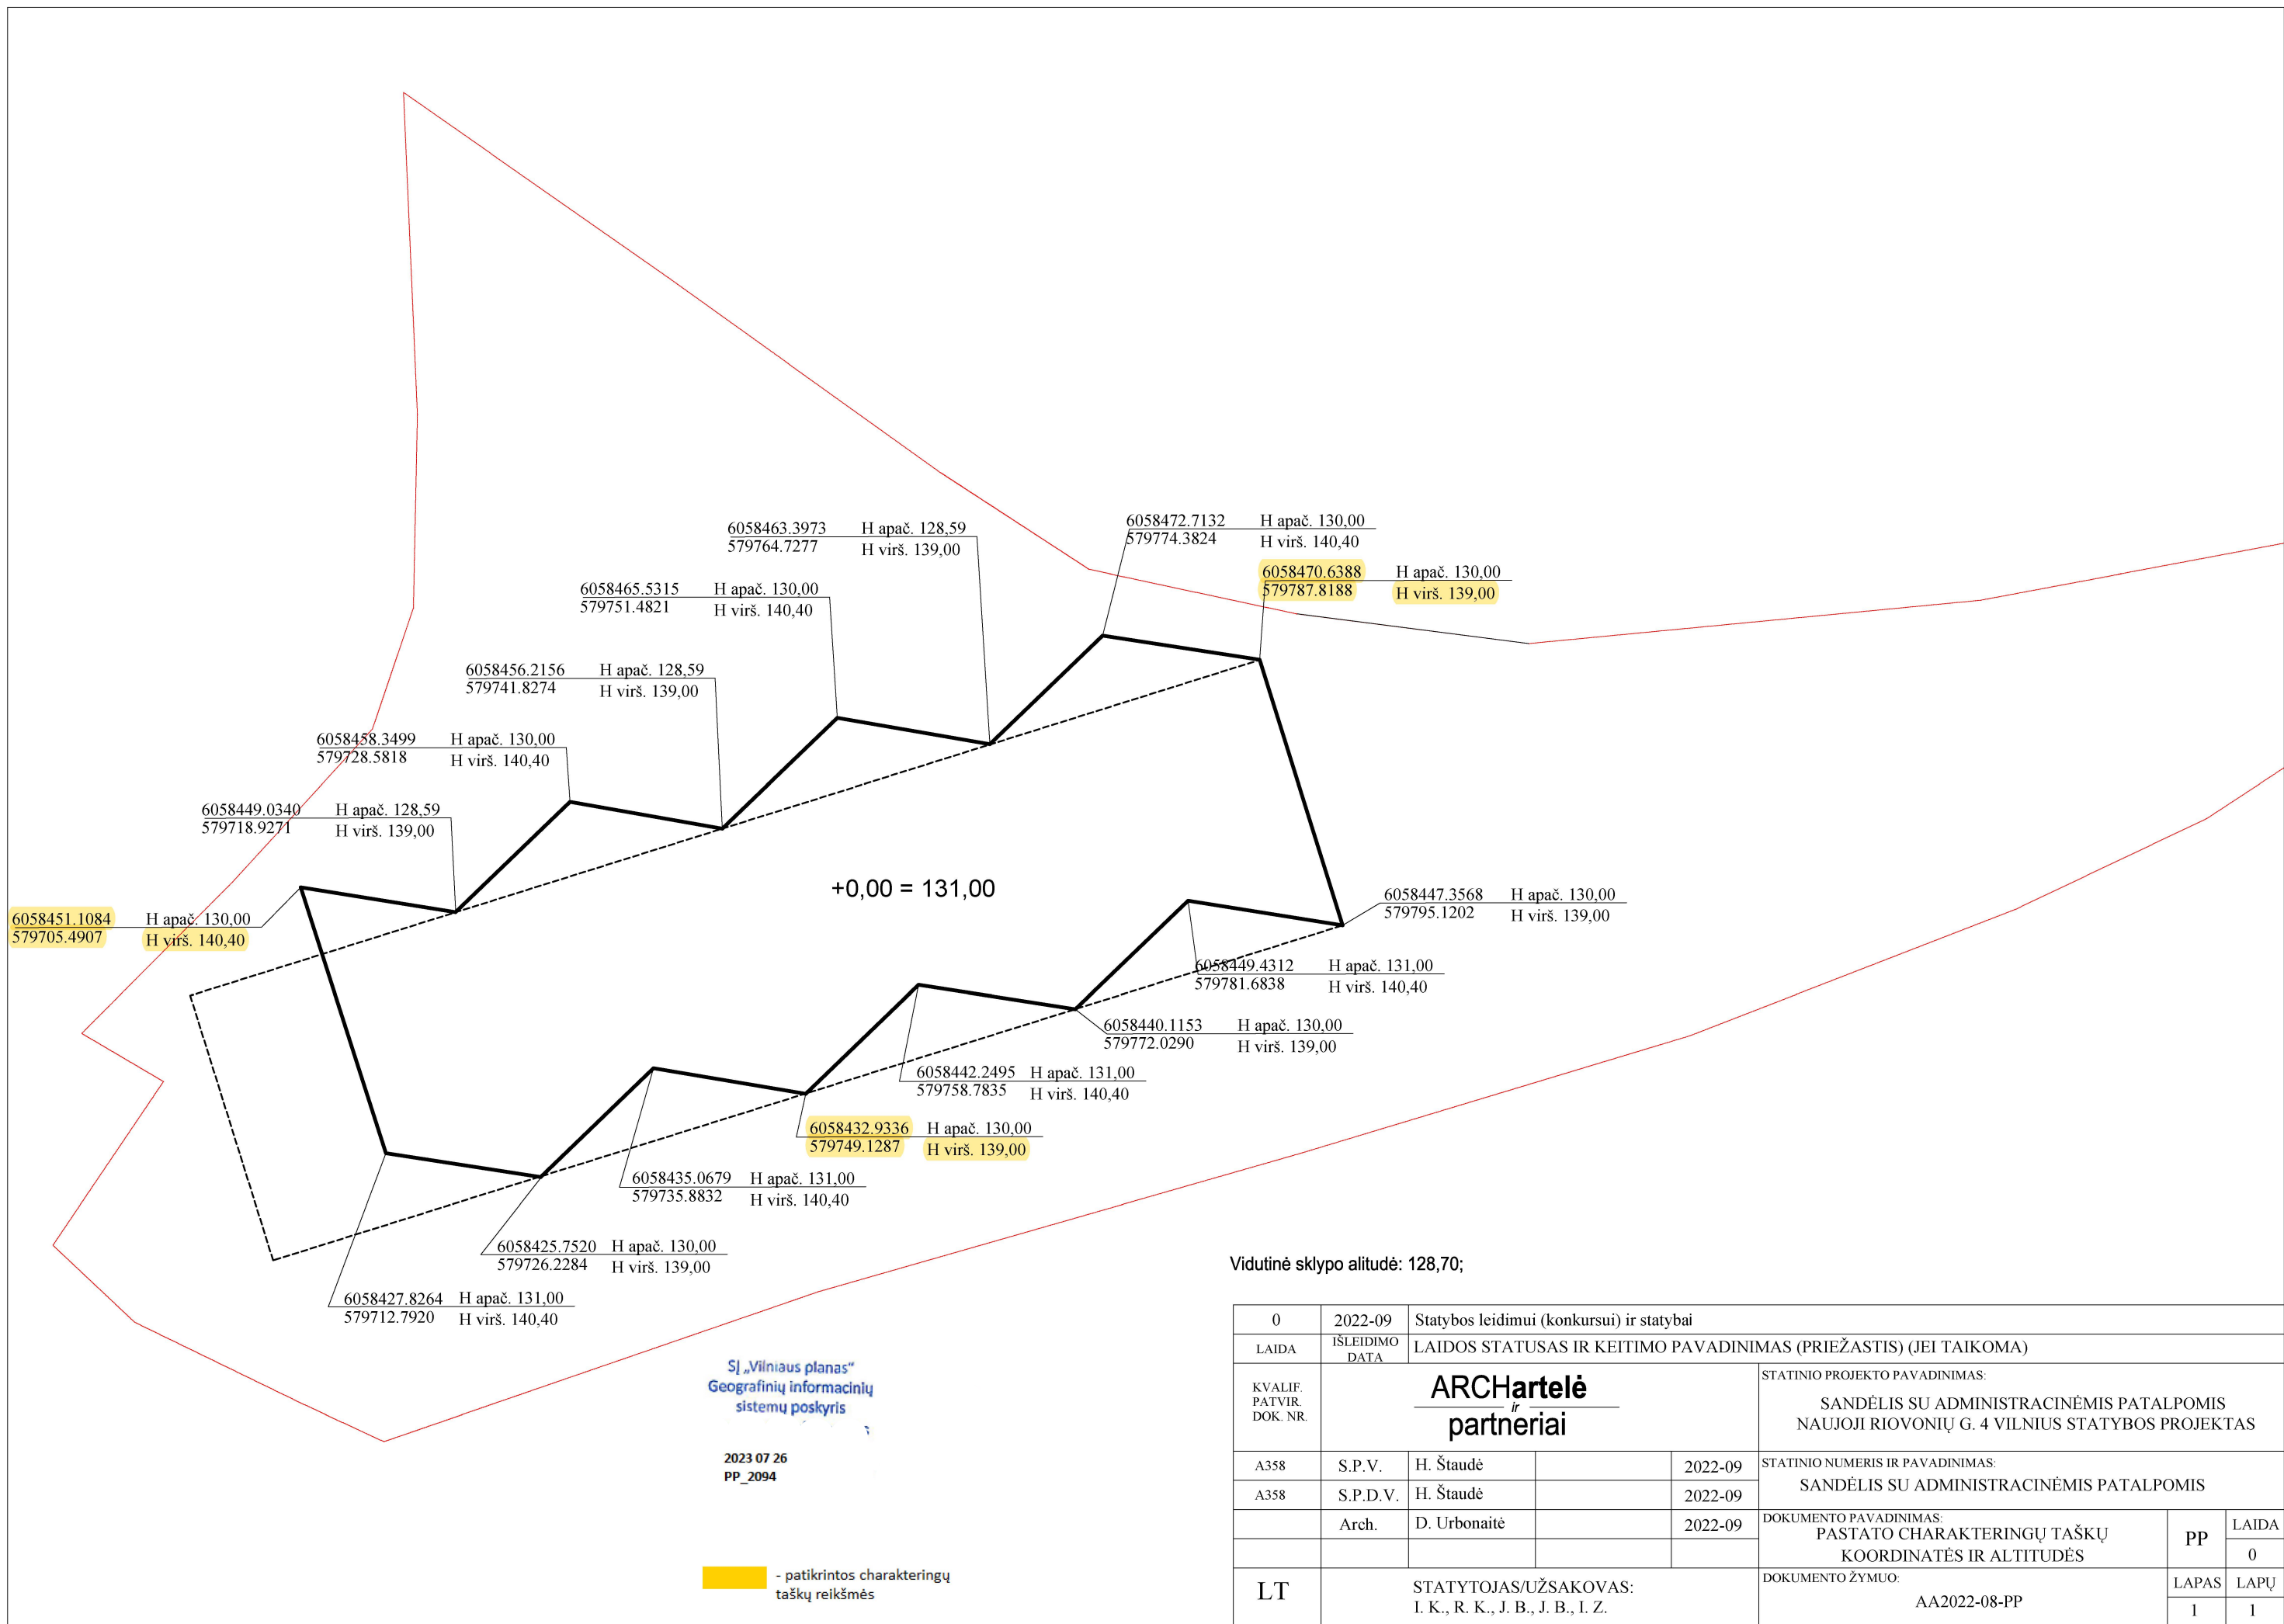 6058463.3973 H apač. 128,59
579764.7277 H virš. 139,00
6058472.7132 H apač. 130,00
579774.3824 H virš. 140,40
6058470.6388 H apač. 130,00
579787.8188 H virš. 139,00
6058465.5315 H apač. 130,00
579751.4821 H virš. 140,40
6058456.2156 H apač. 128,59
579741.8274 H virš. 139,00
6058458.3499 H apač. 130,00
579728.5818 H virš. 140,40
6058449.0340 H apač. 128,59
579718.9271 H virš. 139,00
6058451.1084 H apač. 130,00
579705.4907 H virš. 140,40
+0,00 = 131,00
6058447.3568 H apač. 130,00
579795.1202 H virš. 139,00
6058449.4312 H apač. 131,00
579781.6838 H virš. 140,40
6058440.1153 H apač. 130,00
579772.0290 H virš. 139,00
6058442.2495 H apač. 131,00
579758.7835 H virš. 140,40
6058432.9336 H apač. 130,00
579749.1287 H virš. 139,00
6058435.0679 H apač. 131,00
579735.8832 H virš. 140,40
6058425.7520 H apač. 130,00
579726.2284 H virš. 139,00
6058427.8264 H apač. 131,00
579712.7920 H virš. 140,40
Vidutinė sklypo alitudė: 128,70;
SĮ „Vilniaus planas“
Geografinių informacinių
sistemų poskyris
2023 07 26
PP_2094
- patikrintos charakteringų
taškų reikšmės
0 2022-09 Statybos leidimui (konkursui) ir statybai
LAIDA IŠLEIDIMO
DATA LAIDOS STATUSAS IR KEITIMO PAVADINIMAS (PRIEŽASTIS) (JEI TAIKOMA)
KVALIF.
PATVIR.
DOK. NR.
ARCHartelė
ir
partneriai
STATINIO PROJEKTO PAVADINIMAS:
SANDĖLIS SU ADMINISTRACINĖMIS PATALPOMIS
NAUJOJI RIOVONIŲ G. 4 VILNIUS STATYBOS PROJEKTAS
A358 S.P.V. H. Štaudė 2022-09
A358 S.P.D.V. H. Štaudė 2022-09
Arch. D. Urbonaitė 2022-09
STATINIO NUMERIS IR PAVADINIMAS:
SANDĖLIS SU ADMINISTRACINĖMIS PATALPOMIS
DOKUMENTO PAVADINIMAS:
PASTATO CHARAKTERINGŲ TAŠKŲ
KOORDINATĖS IR ALTITUDĖS
PP
LAIDA
0
LT
STATYTOJAS/UŽSAKOVAS:
I. K., R. K., J. B., J. B., I. Z.
DOKUMENTO ŽYMUO:
AA2022-08-PP
LAPAS LAPŲ
1 1